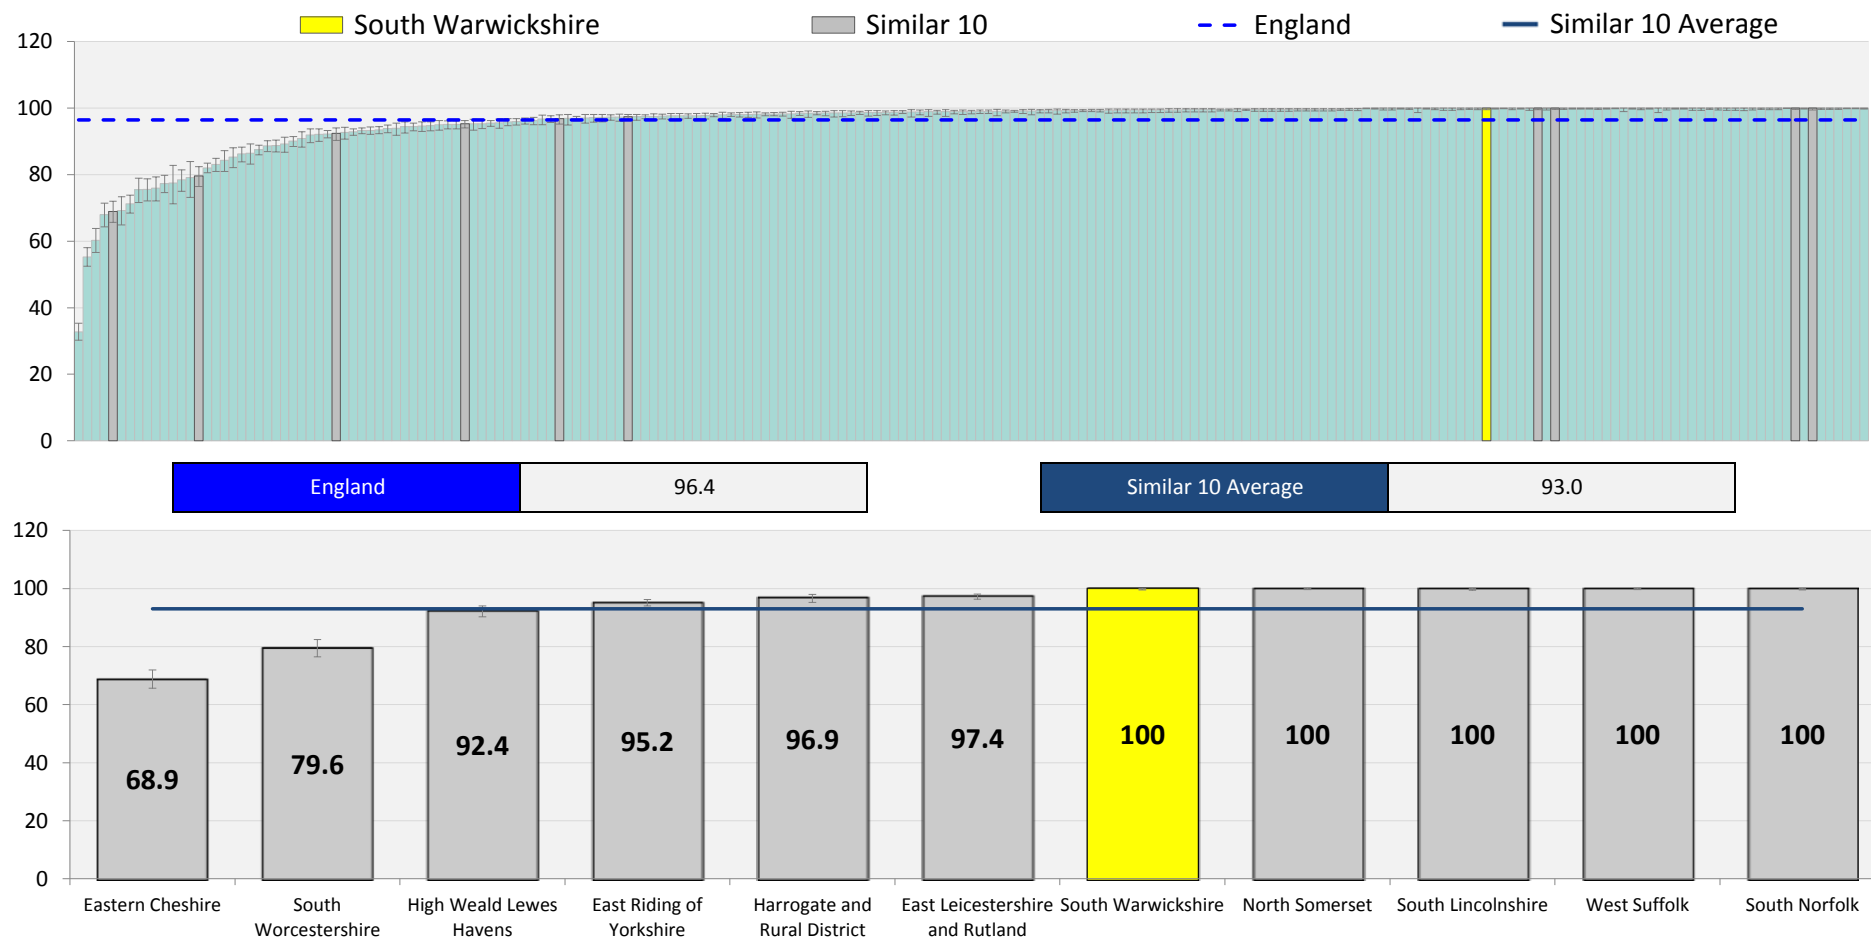 South Warwickshire Similar 10 England Similar 10 Average
120
100
80
60
40
20
0
England 96.4 Similar 10 Average 93.0
120
100
80
60
40
20
0
68.9 79.6 92.4 95.2 96.9 97.4 100 100 100 100 100
Eastern Cheshire South High Weald Lewes East Riding of Harrogate and East Leicestershire South Warwickshire North Somerset South Lincolnshire West Suffolk South Norfolk
Worcestershire Havens Yorkshire Rural District and Rutland